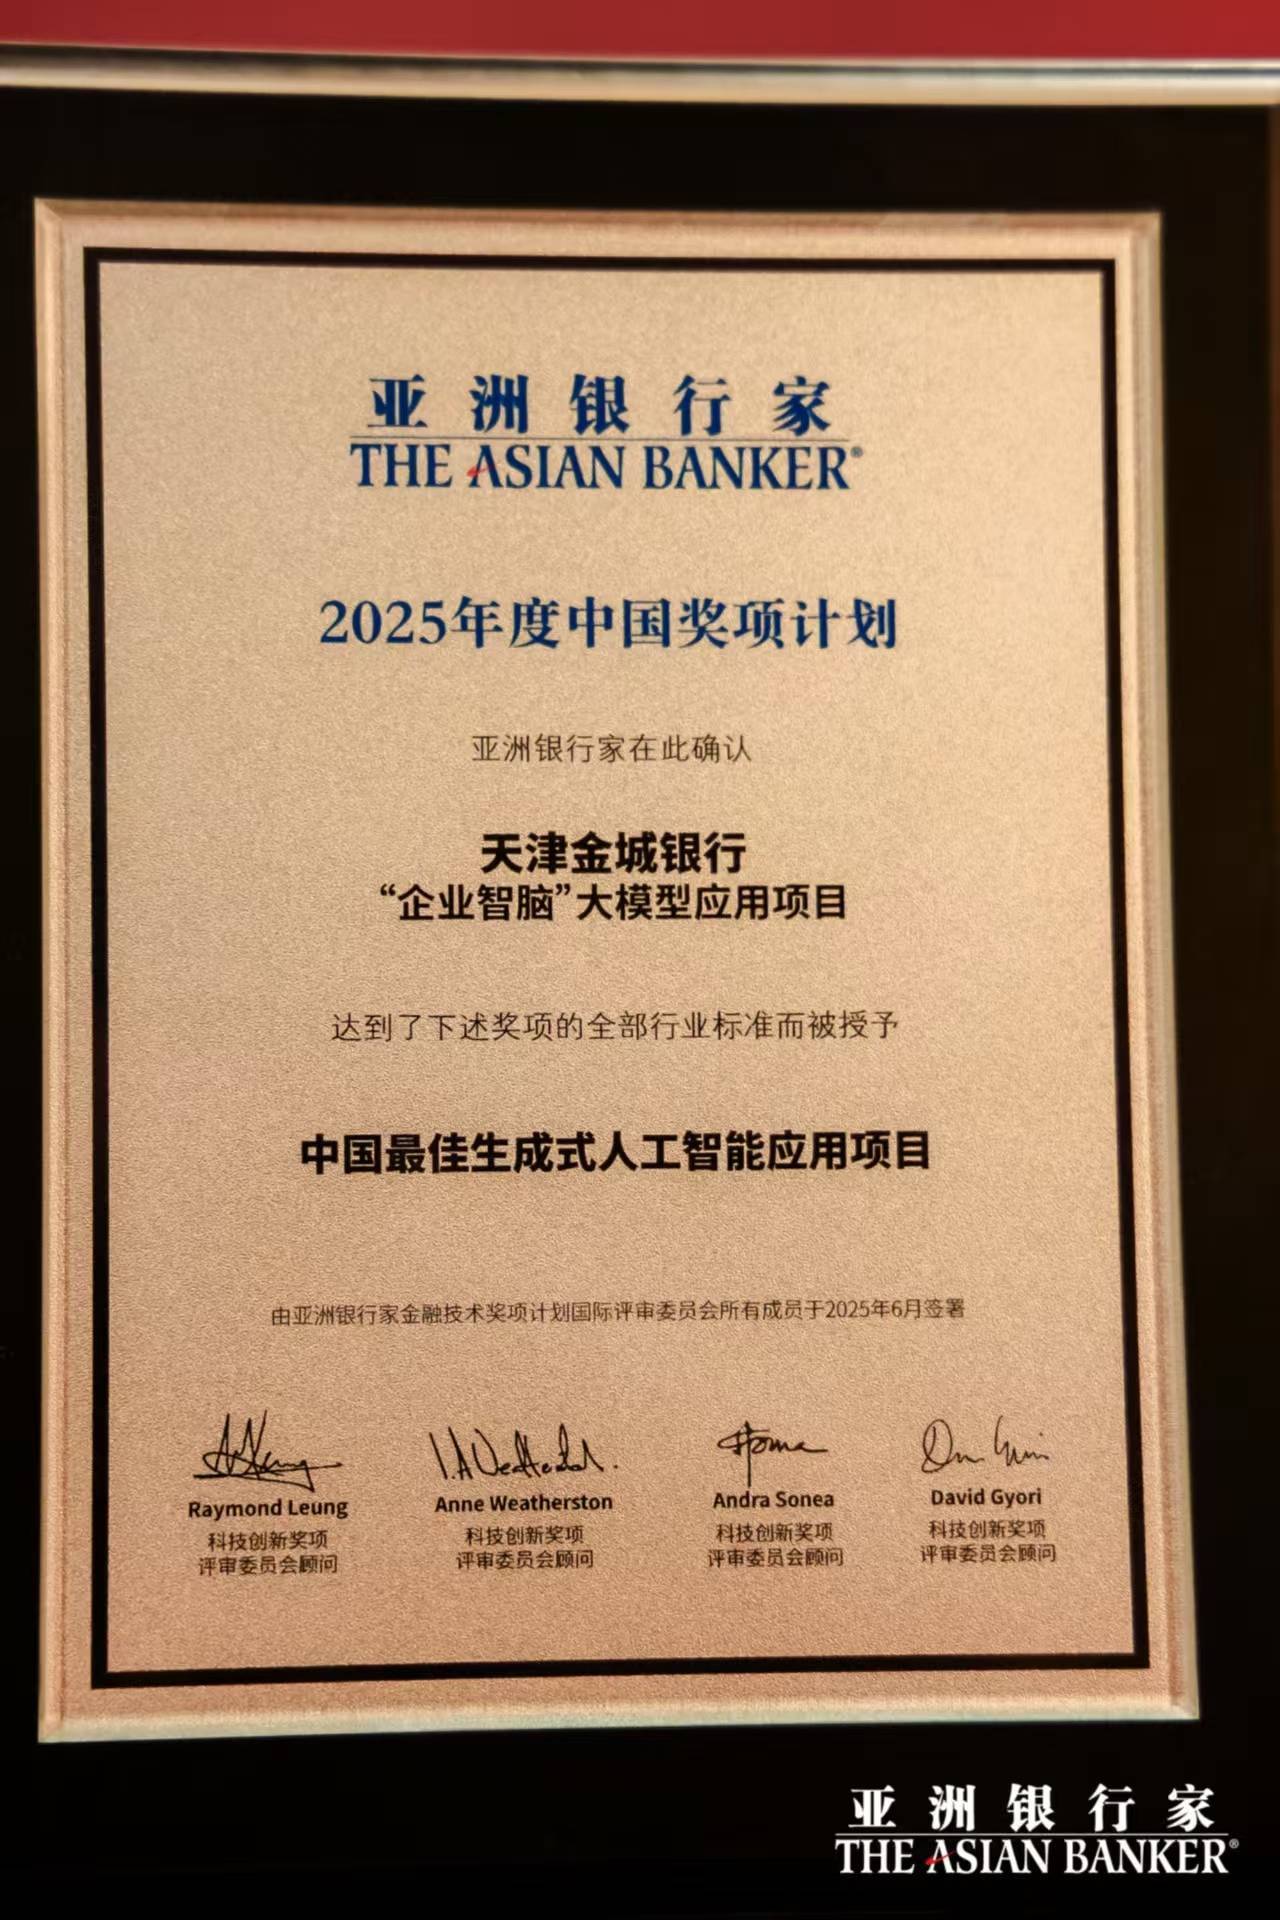 亚洲银行家
THE ASIAN BANKER®
2025年度中国奖项计划
亚洲银行家在此确认
天津金城银行
“企业智脑”大模型应用项目
达到了下述奖项的全部行业标准而被授予
中国最佳生成式人工智能应用项目
由亚洲银行家金融技术奖项计划国际评审委员会所有成员于2025年6月签署
Raymond Leung
科技创新奖项
评审委员会顾问
Anne Weatherston
科技创新奖项
评审委员会顾问
Andra Sonea
科技创新奖项
评审委员会顾问
David Gyori
科技创新奖项
评审委员会顾问
亚洲银行家
THE ASIAN BANKER®